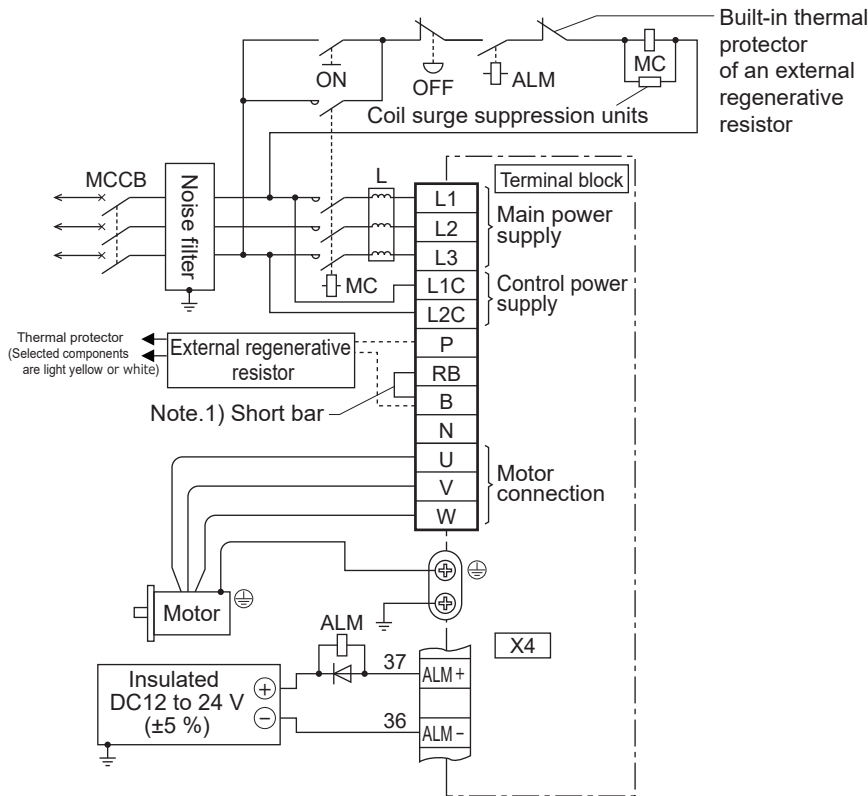 Built-in thermal
protector
of an external
regenerative
resistor
ON
OFF
ALM
MC
Coil surge suppression units
MCCB
Noise filter
L
MC
Terminal block
L1
L2
L3
Main power
supply
L1C
L2C
Control power
supply
P
RB
B
N
U
V
W
Motor
connection
Thermal protector
(Selected components
are light yellow or white)
External regenerative
resistor
Note.1) Short bar
Motor
ALM
X4
Insulated
DC12 to 24 V
(±5 %)
+
−
37
ALM+
36
ALM−